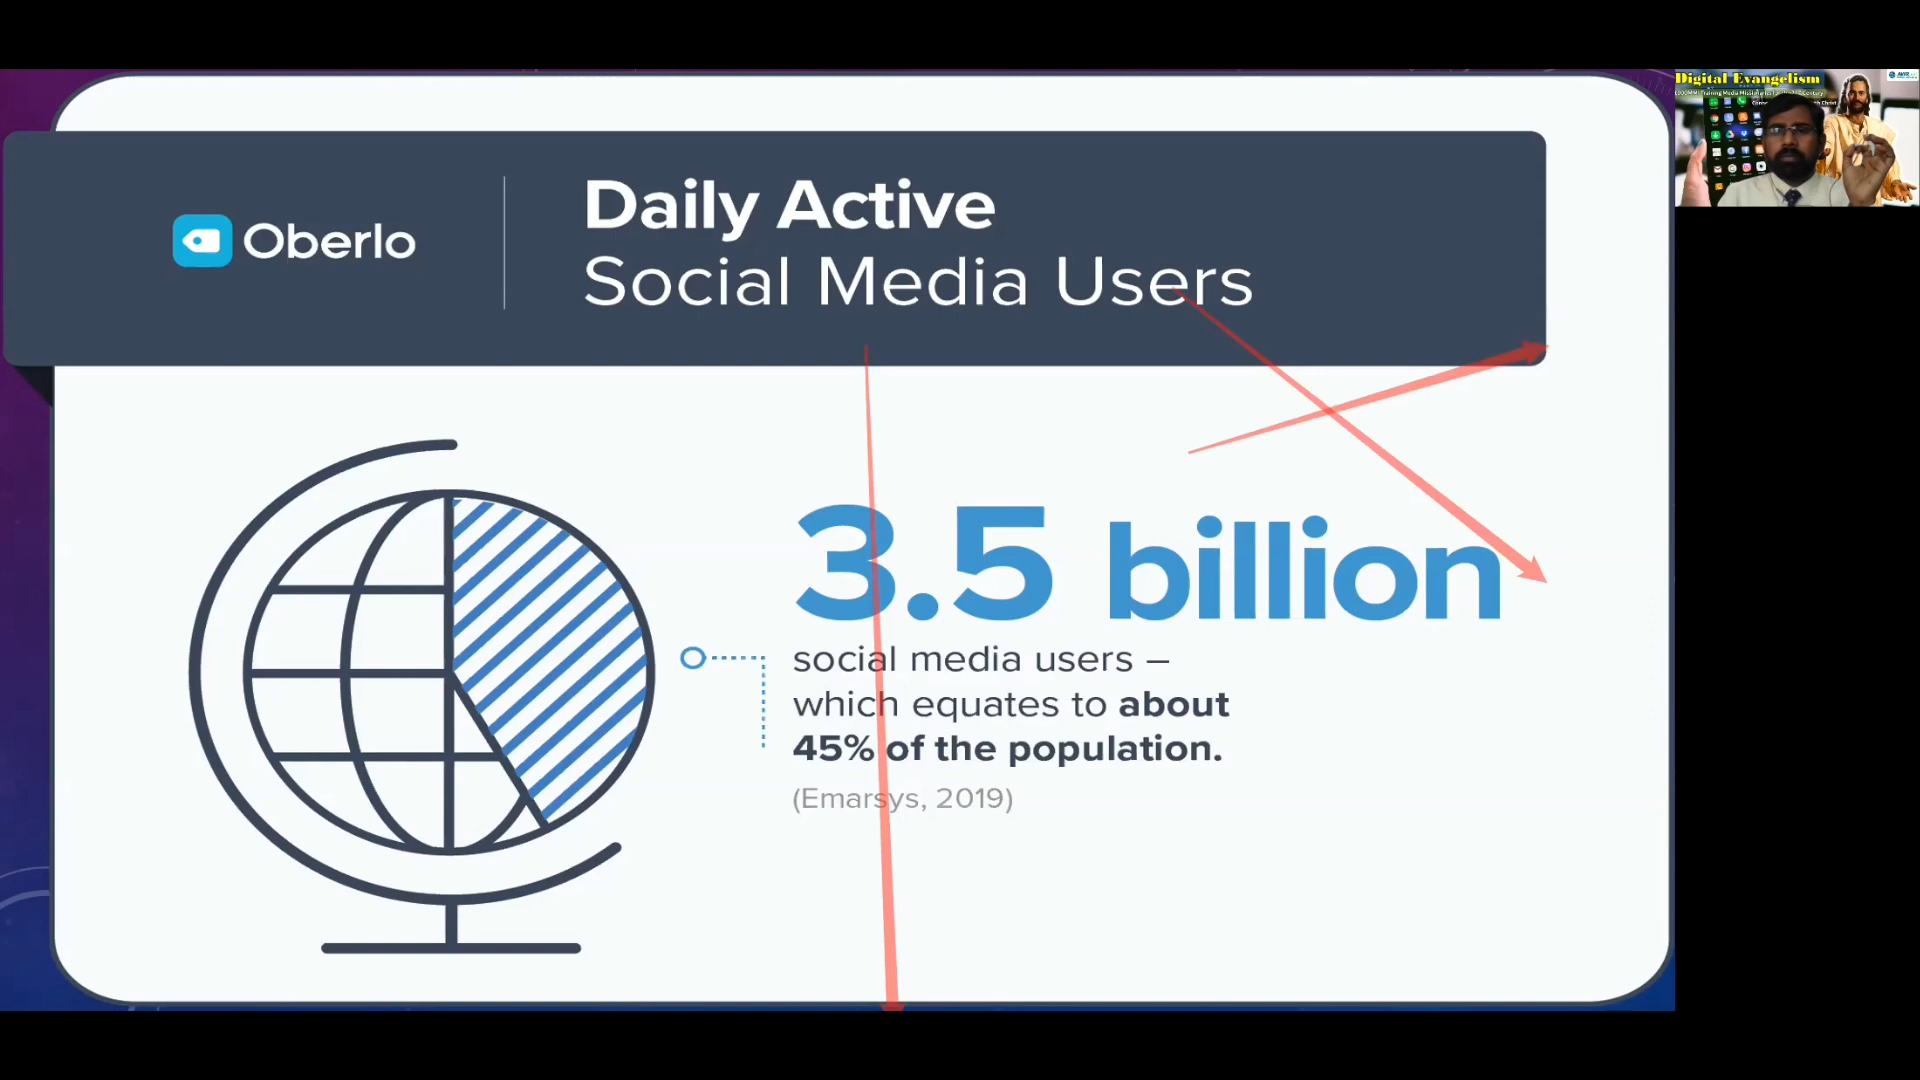 Oberlo
Daily Active
Social Media Users
3.5 billion
social media users –
which equates to about
45% of the population.
(Emarsys, 2019)
Digital Evangelism